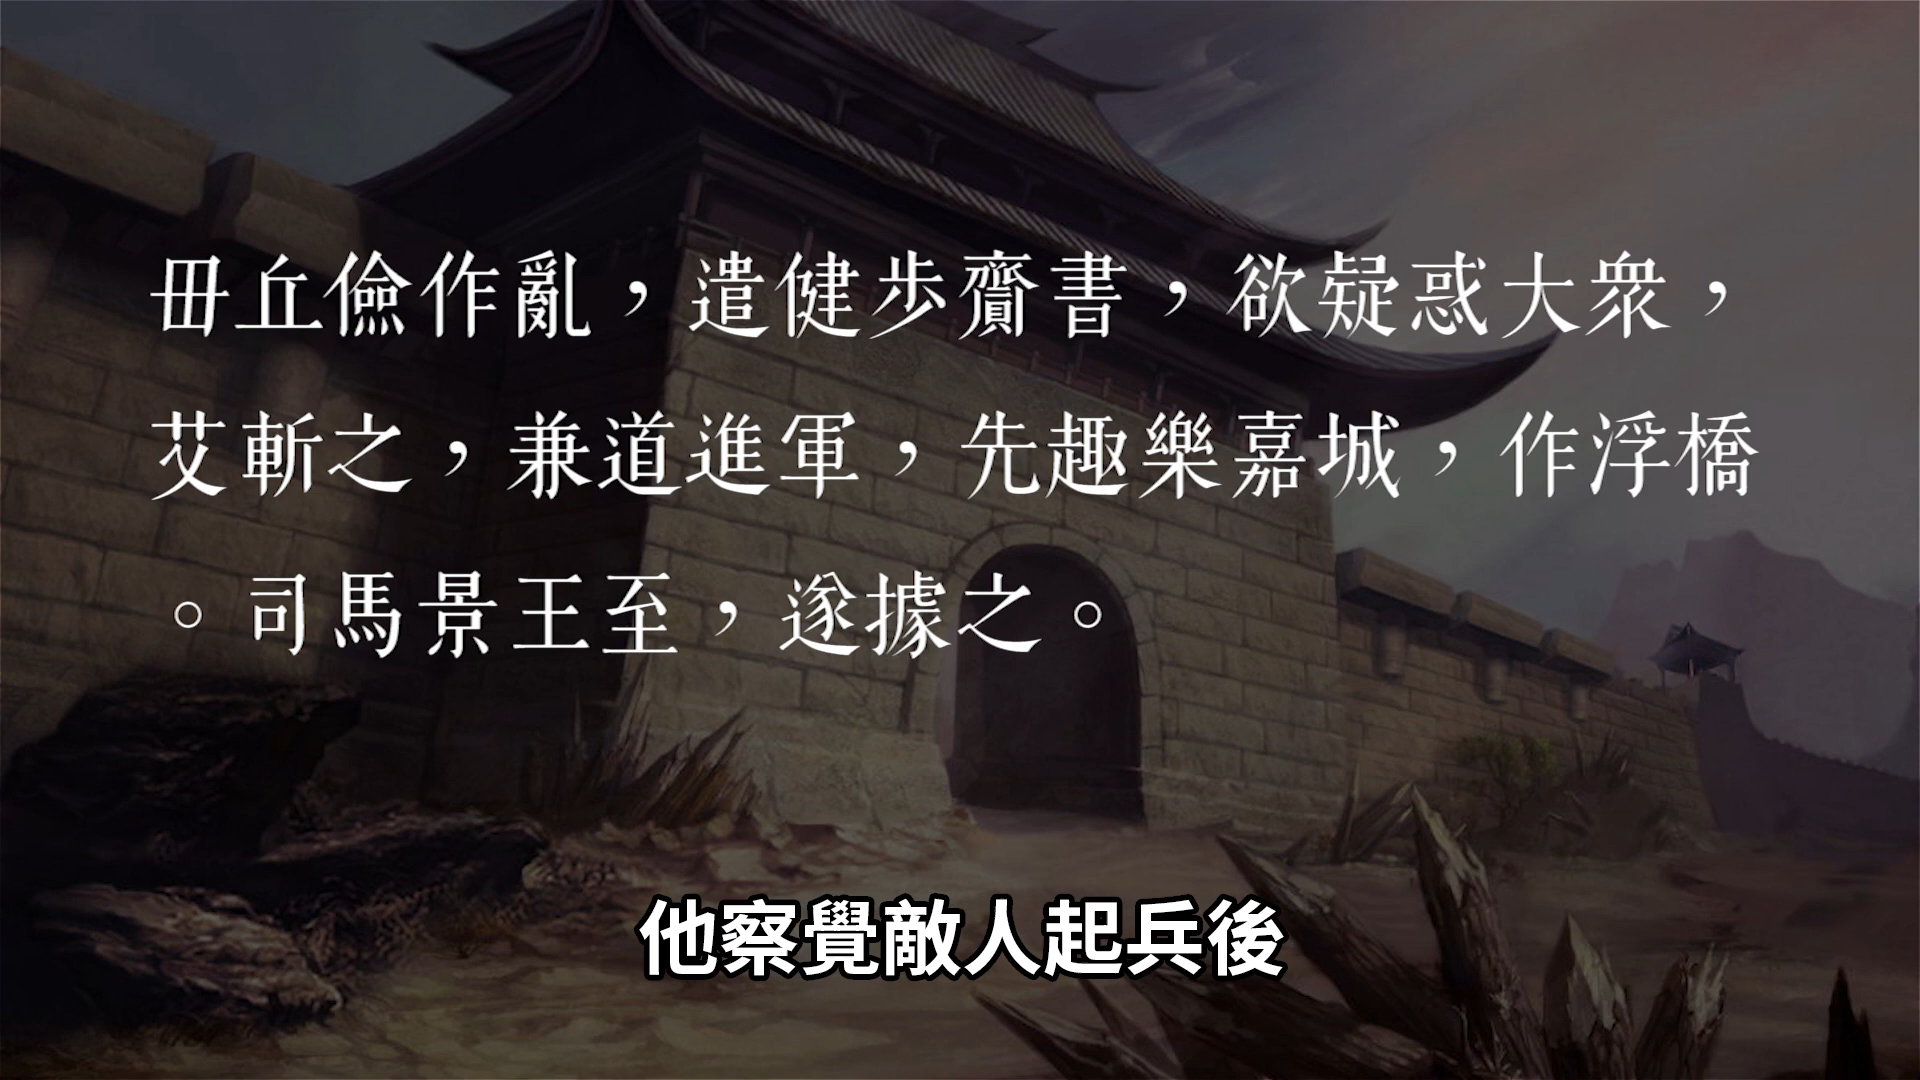 毌丘儉作亂，遣健步齎書，欲疑惑大眾，
艾斬之，兼道進軍，先趣樂嘉城，作浮橋
。司馬景王至，遂據之。
他察覺敵人起兵後